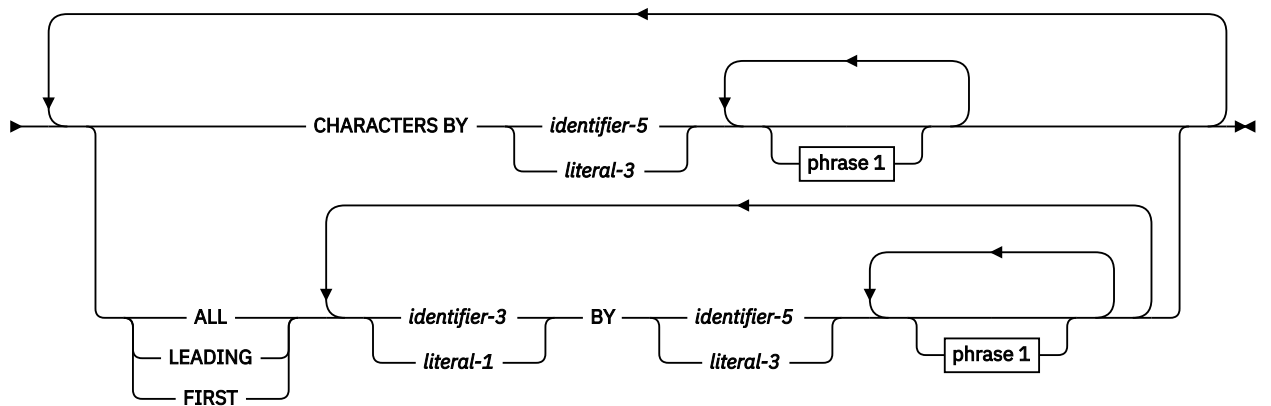 CHARACTERS BY identifier-5
literal-3
phrase 1
ALL identifier-3 BY identifier-5
LEADING literal-1 literal-3 phrase 1
FIRST